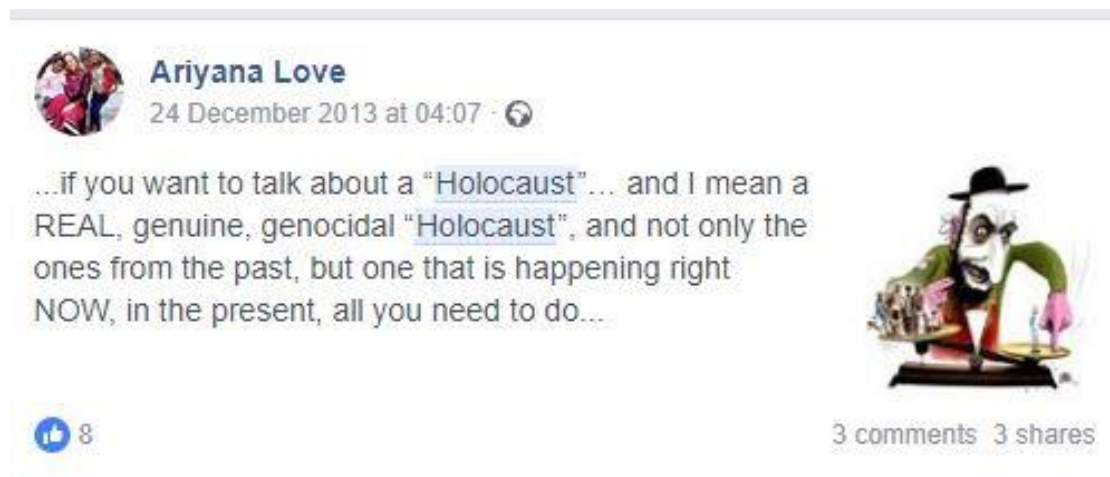 Ariyana Love
24 December 2013 at 04:07 ·
...if you want to talk about a “Holocaust”... and I mean a
REAL, genuine, genocidal “Holocaust”, and not only the
ones from the past, but one that is happening right
NOW, in the present, all you need to do...
8
3 comments 3 shares